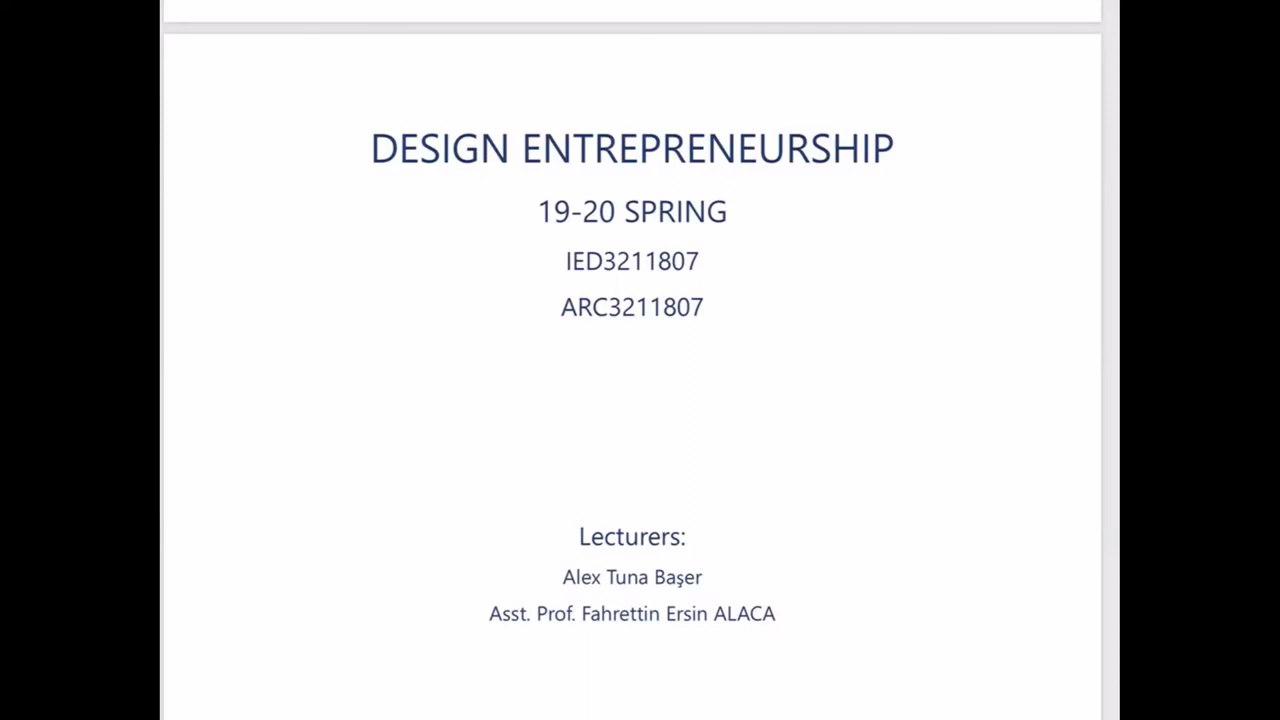 DESIGN ENTREPRENEURSHIP
19-20 SPRING
IED3211807
ARC3211807
Lecturers:
Alex Tuna Başer
Asst. Prof. Fahrettin Ersin ALACA